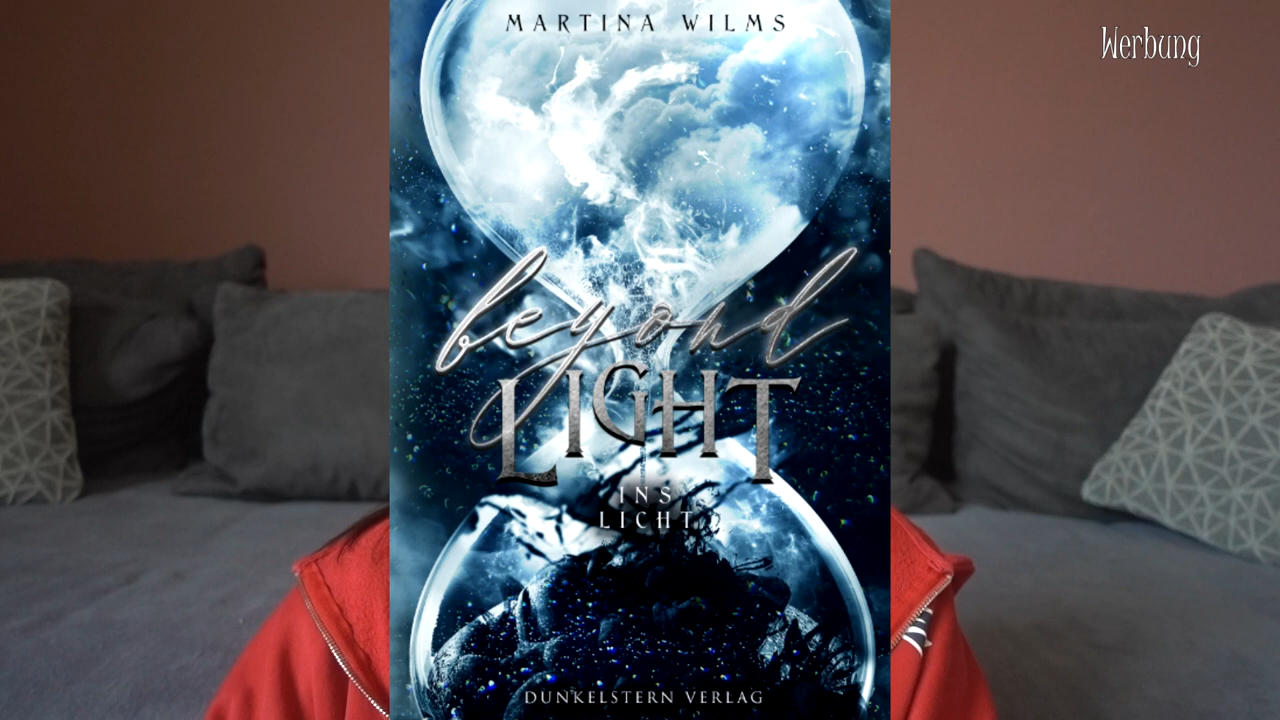 MARTINA WILMS
Werbung
beyond
LIGHT
INS
LICHT
DUNKELSTERN VERLAG